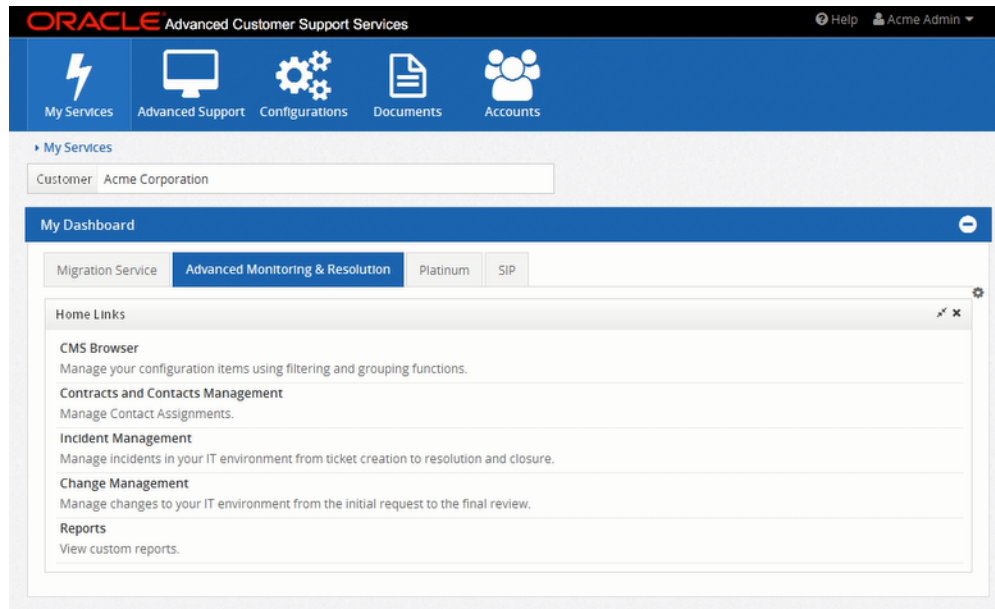 ORACLE Advanced Customer Support Services Help Acme Admin
My Services Advanced Support Configurations Documents Accounts
My Services
Customer Acme Corporation
My Dashboard
Migration Service Advanced Monitoring & Resolution Platinum SIP
Home Links
CMS Browser
Manage your configuration items using filtering and grouping functions.
Contracts and Contacts Management
Manage Contact Assignments.
Incident Management
Manage incidents in your IT environment from ticket creation to resolution and closure.
Change Management
Manage changes to your IT environment from the initial request to the final review.
Reports
View custom reports.